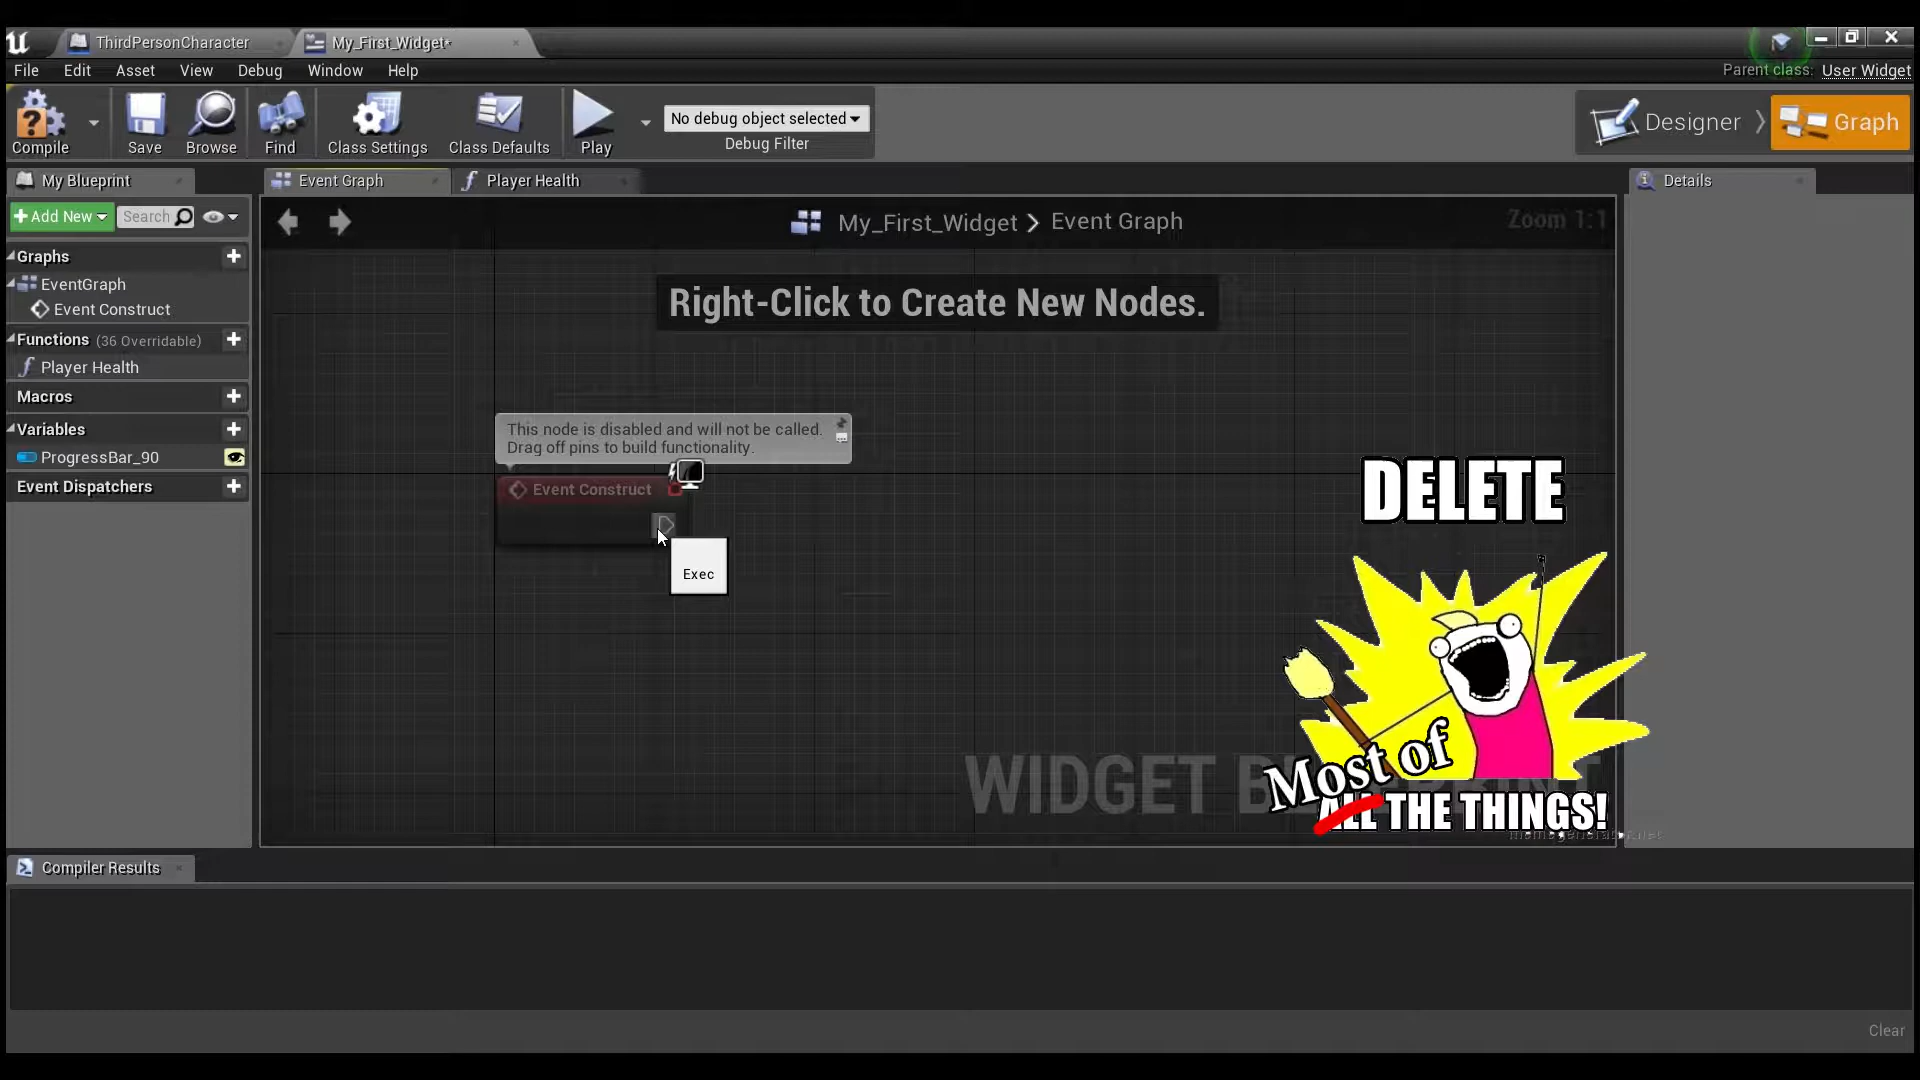 ThirdPersonCharacter
My_First_Widget*
File Edit Asset View Debug Window Help
Parent class: User Widget
Compile
Save
Browse
Find
Class Settings
Class Defaults
Play
No debug object selected
Debug Filter
Designer
Graph
My Blueprint
Event Graph
Player Health
Details
Add New
Search
My_First_Widget > Event Graph
Zoom 1:1
Graphs
EventGraph
Event Construct
Functions (36 Overridable)
Player Health
Macros
Variables
ProgressBar_90
Event Dispatchers
Right-Click to Create New Nodes.
This node is disabled and will not be called.
Drag off pins to build functionality.
Event Construct
Exec
DELETE
Most of
ALL THE THINGS!
WIDGET
Compiler Results
Clear